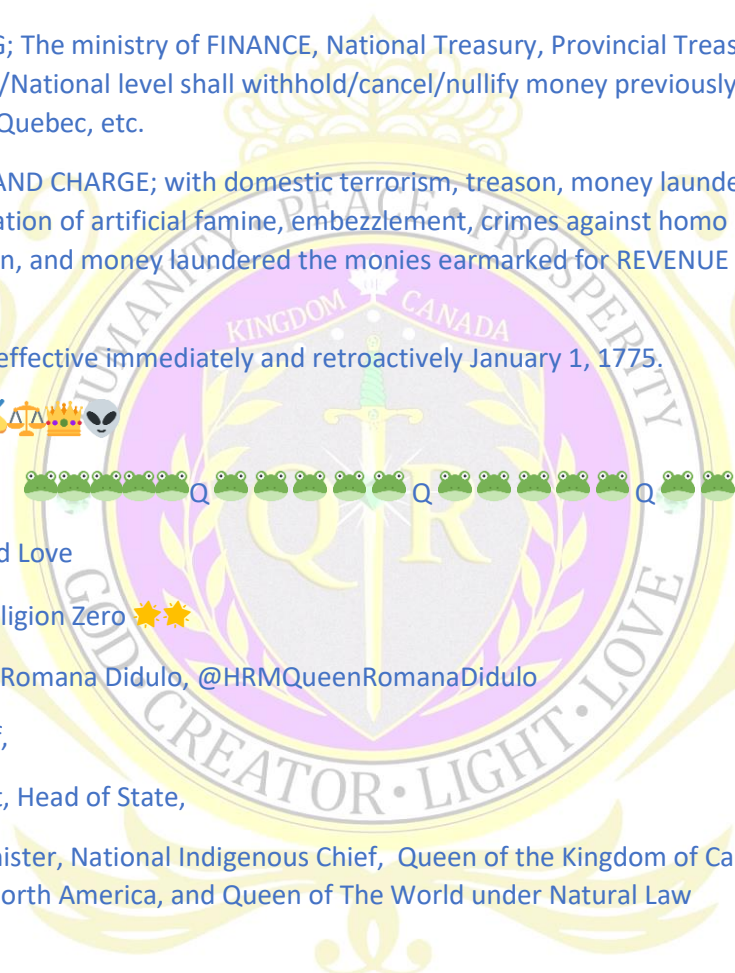 G; The ministry of FINANCE, National Treasury, Provincial Treas
/National level shall withhold/cancel/nullify money previously
Quebec, etc.
AND CHARGE; with domestic terrorism, treason, money launde
ation of artificial famine, embezzlement, crimes against homo
n, and money laundered the monies earmarked for REVENUE
effective immediately and retroactively January 1, 1775.
⚖️👑👽
🐸🐸🐸🐸🐸Q🐸🐸🐸🐸🐸Q🐸🐸🐸🐸🐸Q🐸🐸
d Love
ligion Zero 🌟🌟
Romana Didulo, @HRMQueenRomanaDidulo
f,
t, Head of State,
nister, National Indigenous Chief, Queen of the Kingdom of Ca
orth America, and Queen of The World under Natural Law
HUMANITY • PEACE • PROSPERITY
KINGDOM OF CANADA
Q R
GOD • CREATOR • LIGHT • LOVE